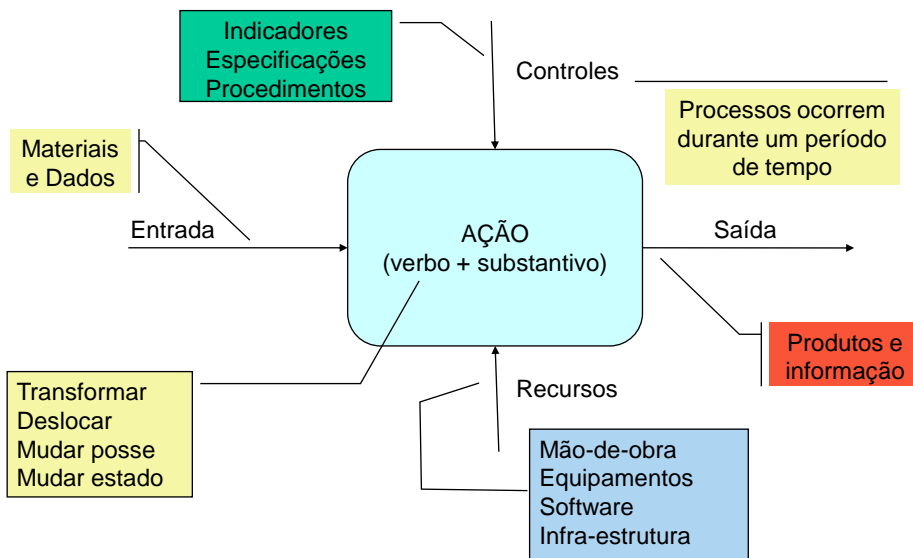 Indicadores
Especificações
Procedimentos
Controles
Processos ocorrem
durante um período
de tempo
Materiais
e Dados
Entrada
AÇÃO
(verbo + substantivo)
Saída
Produtos e
informação
Transformar
Deslocar
Mudar posse
Mudar estado
Recursos
Mão-de-obra
Equipamentos
Software
Infra-estrutura